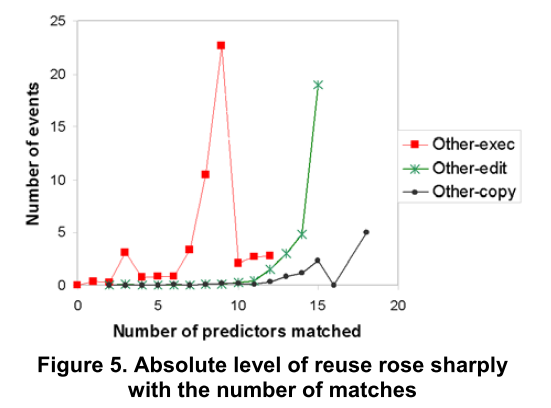 25
20
15
10
5
0
Number of events
0 5 10 15 20
Number of predictors matched
Other-exec
Other-edit
Other-copy
Figure 5. Absolute level of reuse rose sharply
with the number of matches